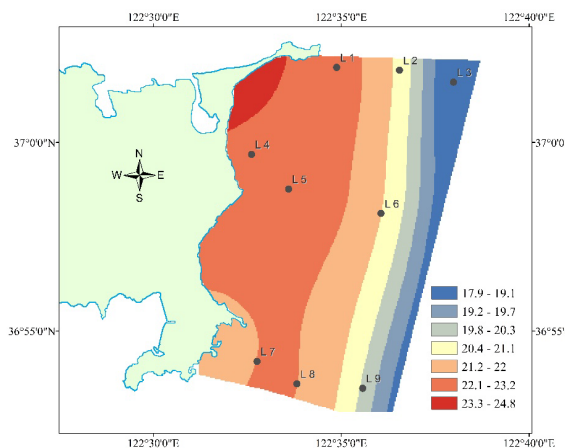 122°30'0"E
122°35'0"E
122°40'0"E
L 1
L 2
L 3
37°0'0"N
37°0'0"N
L 4
N
W E
S
L 5
L 6
17.9 - 19.1
19.2 - 19.7
19.8 - 20.3
36°55'0"N
36°55'0"N
20.4 - 21.1
21.2 - 22
L 7
22.1 - 23.2
L 8
L 9
23.3 - 24.8
122°30'0"E
122°35'0"E
122°40'0"E